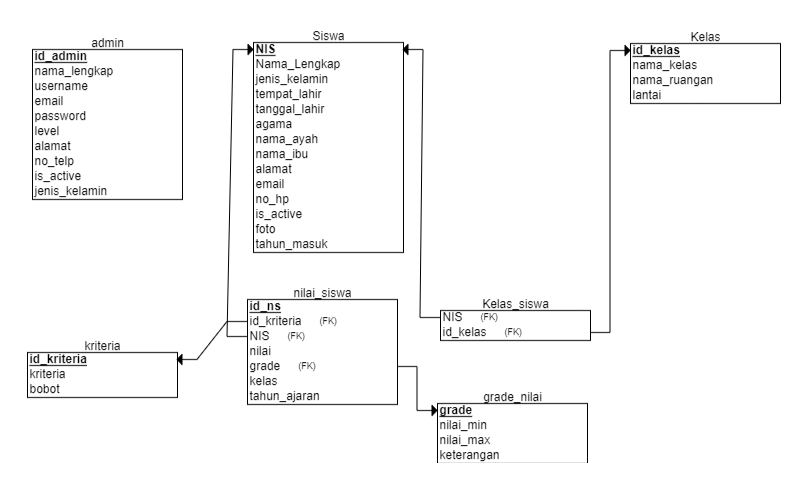 admin
id_admin
nama_lengkap
username
email
password
level
alamat
no_telp
is_active
jenis_kelamin
Siswa
NIS
Nama_Lengkap
jenis_kelamin
tempat_lahir
tanggal_lahir
agama
nama_ayah
nama_ibu
alamat
email
no_hp
is_active
foto
tahun_masuk
Kelas
id_kelas
nama_kelas
nama_ruangan
lantai
nilai_siswa
id_ns
id_kriteria (FK)
NIS (FK)
nilai
grade (FK)
kelas
tahun_ajaran
Kelas_siswa
NIS (FK)
id_kelas (FK)
kriteria
id_kriteria
kriteria
bobot
grade_nilai
grade
nilai_min
nilai_max
keterangan